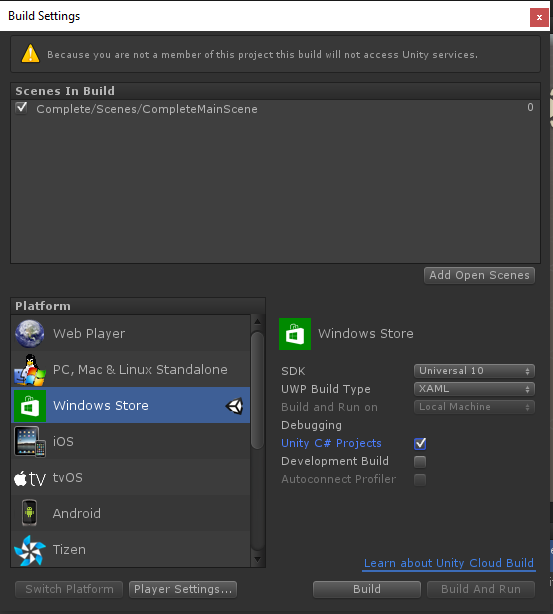 Build Settings
x
Because you are not a member of this project this build will not access Unity services.
Scenes In Build
Complete/Scenes/CompleteMainScene 0
Add Open Scenes
Platform
Web Player
PC, Mac & Linux Standalone
Windows Store
iOS
tv
tvOS
Android
Tizen
Windows Store
SDK Universal 10
UWP Build Type XAML
Build and Run on Local Machine
Debugging
Unity C# Projects
Development Build
Autoconnect Profiler
Learn about Unity Cloud Build
Switch Platform
Player Settings...
Build
Build And Run